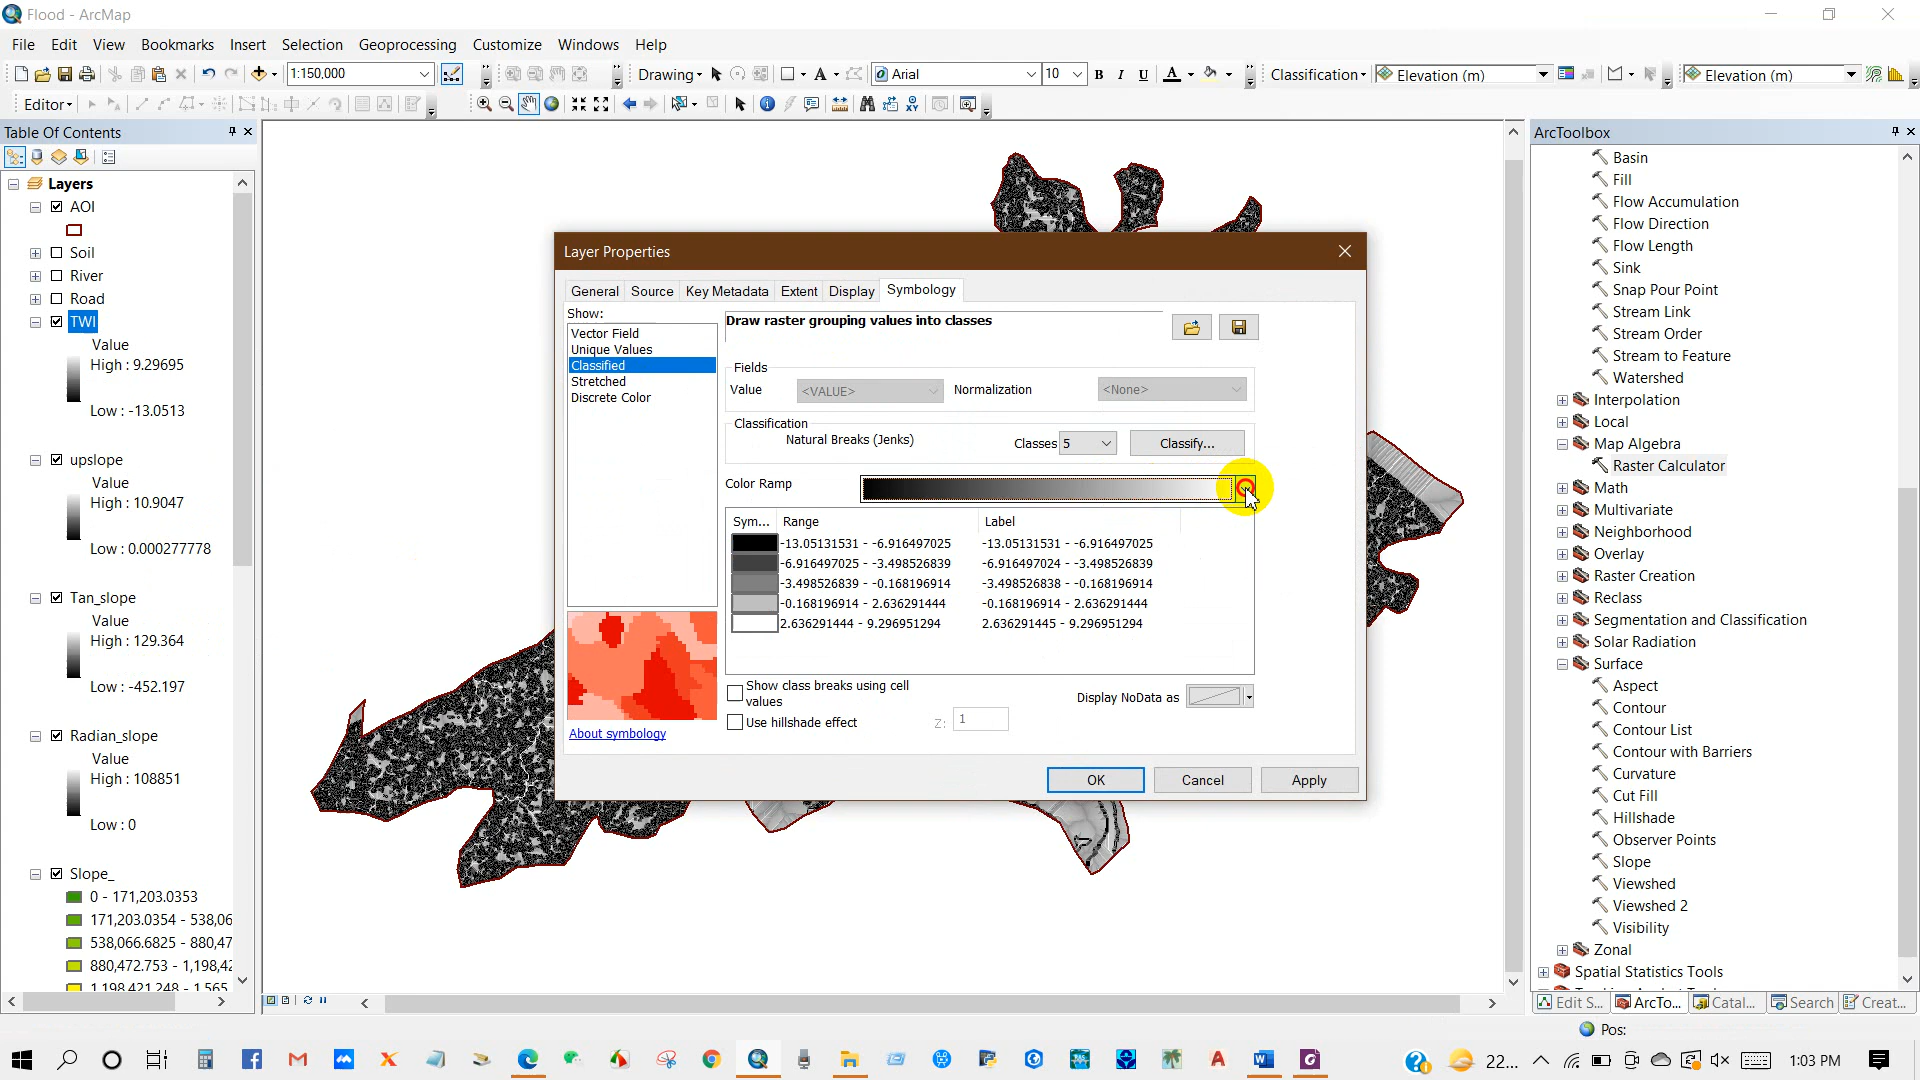 Flood - ArcMap
File Edit View Bookmarks Insert Selection Geoprocessing Customize Windows Help
1:150,000 Drawing Arial 10 B I U A Classification Elevation (m) Elevation (m)
Editor
Table Of Contents
Layers
AOI
Soil
River
Road
TWI
Value
High : 9.29695
Low : -13.0513
upslope
Value
High : 10.9047
Low : 0.000277778
Tan_slope
Value
High : 129.364
Low : -452.197
Radian_slope
Value
High : 108851
Low : 0
Slope_
0 - 171,203.0353
171,203.0354 - 538,06
538,066.6825 - 880,47
880,472.753 - 1,198,42
1,198,421.248 - 1,565
Layer Properties
General Source Key Metadata Extent Display Symbology
Show:
Vector Field
Unique Values
Classified
Stretched
Discrete Color
About symbology
Draw raster grouping values into classes
Fields
Value <VALUE> Normalization <None>
Classification
Natural Breaks (Jenks) Classes 5 Classify...
Color Ramp
Sym... Range Label
-13.05131531 - -6.916497025 -13.05131531 - -6.916497025
-6.916497025 - -3.498526839 -6.916497024 - -3.498526839
-3.498526839 - -0.168196914 -3.498526838 - -0.168196914
-0.168196914 - 2.636291444 -0.168196914 - 2.636291444
2.636291444 - 9.296951294 2.636291445 - 9.296951294
Show class breaks using cell values
Display NoData as
Use hillshade effect Z: 1
OK Cancel Apply
ArcToolbox
Basin
Fill
Flow Accumulation
Flow Direction
Flow Length
Sink
Snap Pour Point
Stream Link
Stream Order
Stream to Feature
Watershed
Interpolation
Local
Map Algebra
Raster Calculator
Math
Multivariate
Neighborhood
Overlay
Raster Creation
Reclass
Segmentation and Classification
Solar Radiation
Surface
Aspect
Contour
Contour List
Contour with Barriers
Curvature
Cut Fill
Hillshade
Observer Points
Slope
Viewshed
Viewshed 2
Visibility
Zonal
Spatial Statistics Tools
Edit S... ArcTo... Catal... Search Creat...
Pos:
22... 1:03 PM